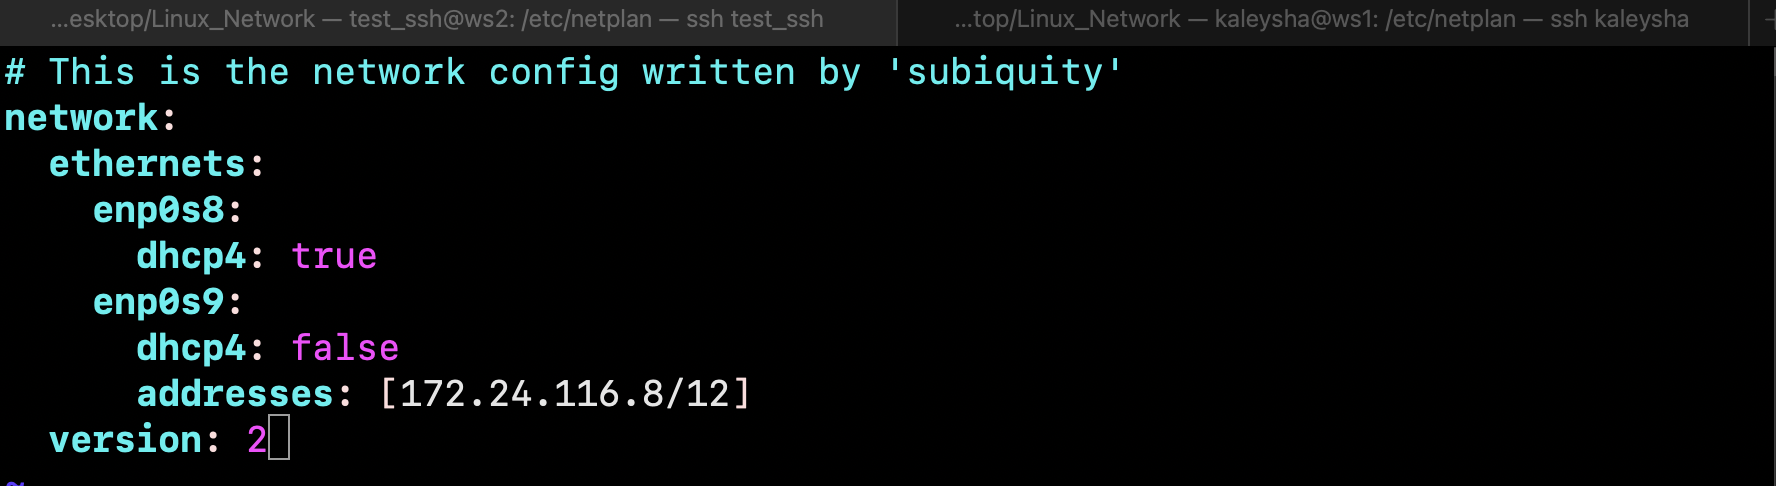 ...esktop/Linux_Network — test_ssh@ws2: /etc/netplan — ssh test_ssh
...top/Linux_Network — kaleysha@ws1: /etc/netplan — ssh kaleysha
# This is the network config written by 'subiquity'
network:
  ethernets:
    enp0s8:
      dhcp4: true
    enp0s9:
      dhcp4: false
      addresses: [172.24.116.8/12]
  version: 2
~